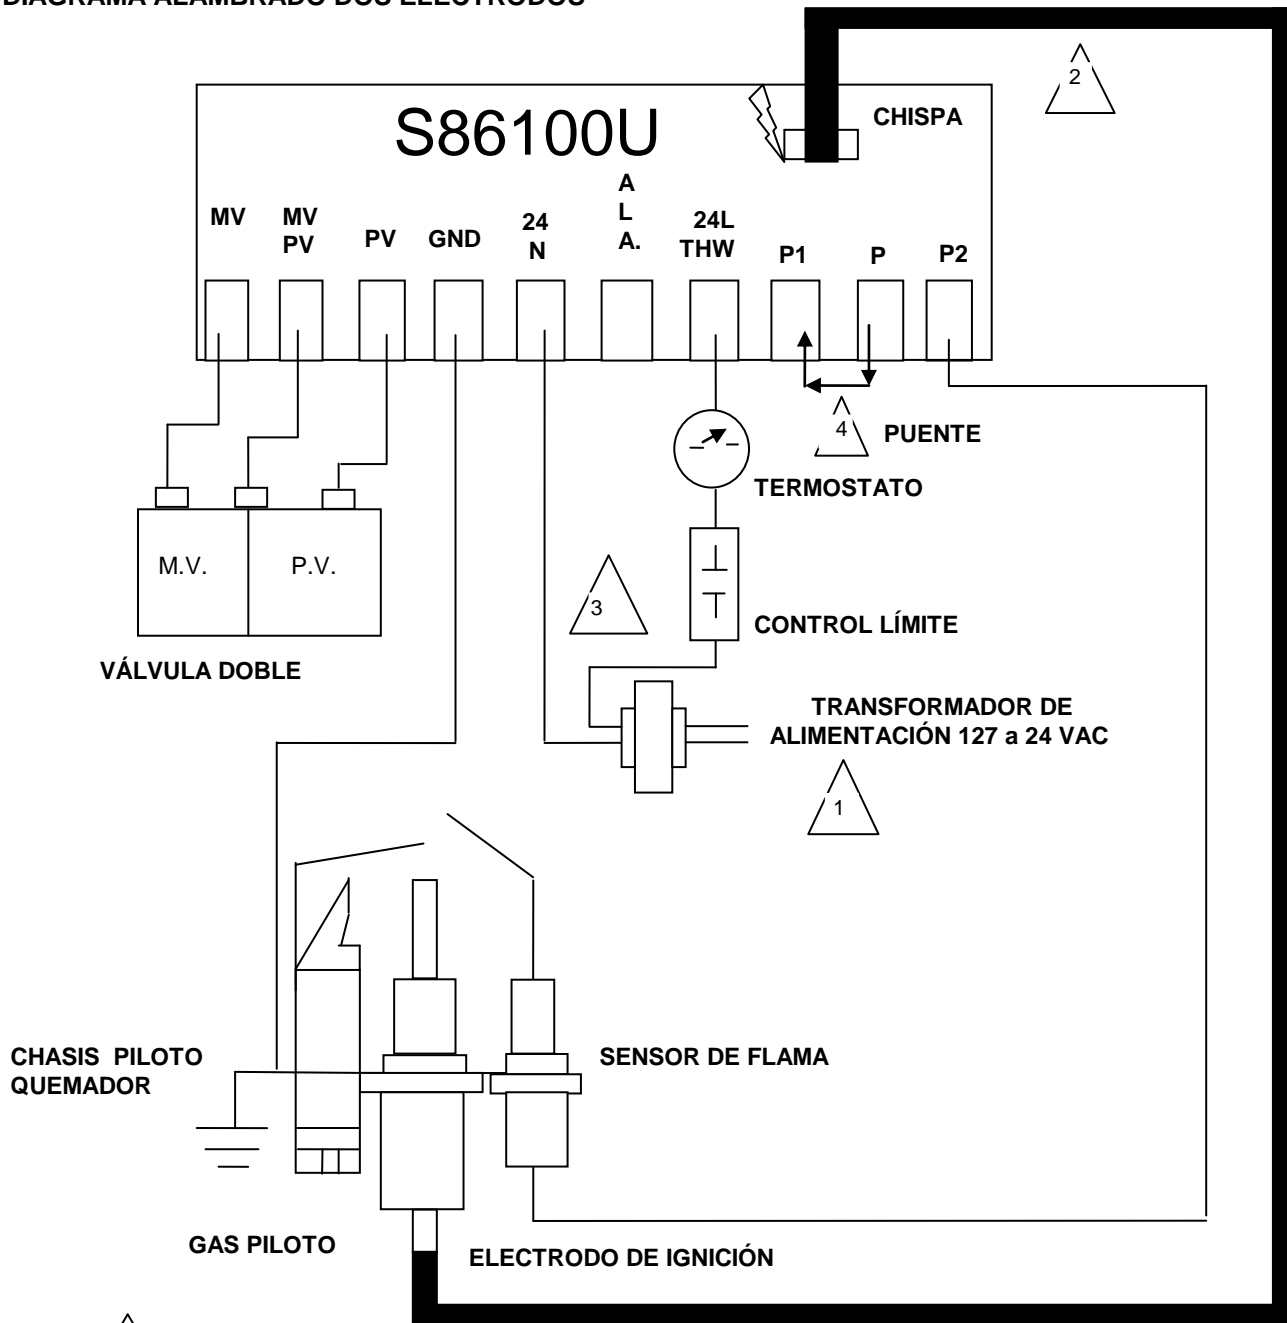 DIAGRAMA ALAMBRADO DOS ELECTRODOS
2
CHISPA
S86100U
MV
MV
PV
PV
GND
24
N
A
L
A.
24L
THW
P1
P
P2
4
PUENTE
TERMOSTATO
M.V.
P.V.
3
CONTROL LÍMITE
VÁLVULA DOBLE
TRANSFORMADOR DE
ALIMENTACIÓN 127 a 24 VAC
1
CHASIS PILOTO
QUEMADOR
SENSOR DE FLAMA
GAS PILOTO
ELECTRODO DE IGNICIÓN